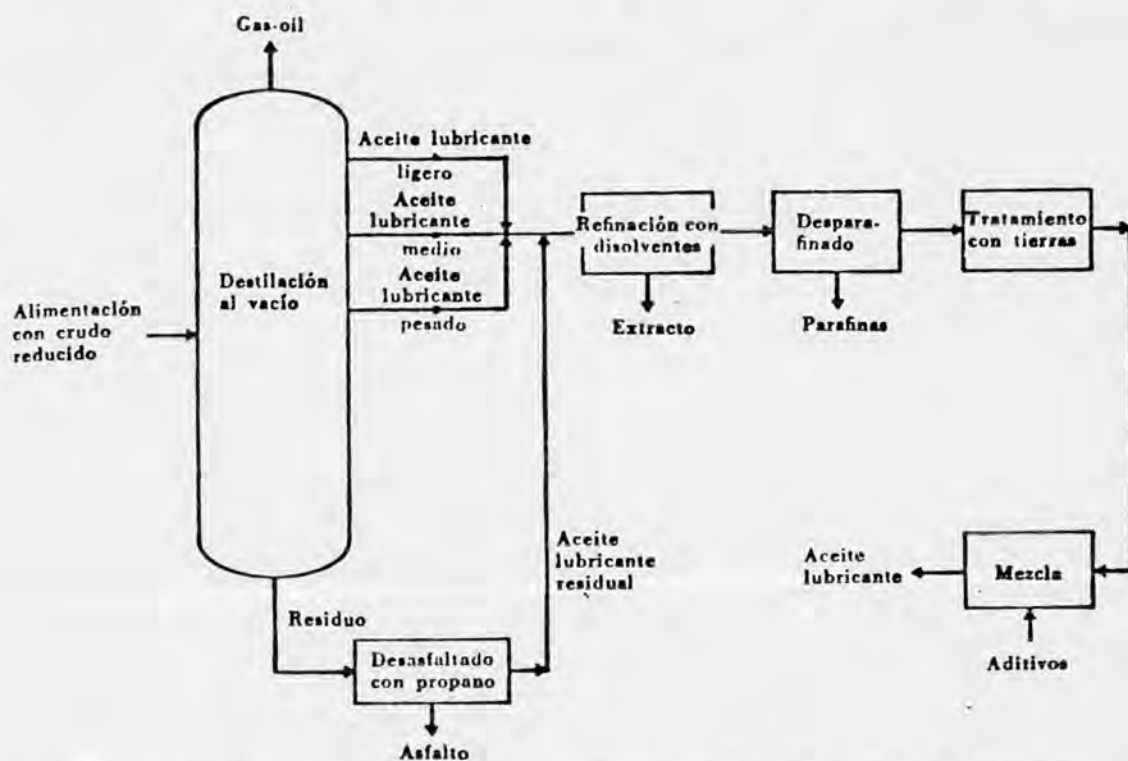 Gas-oil
Aceite lubricante
ligero
Aceite
lubricante
medio
Aceite
lubricante
pesado
Destilación
al vacío
Alimentación
con crudo
reducido
Refinación con
disolventes
Extracto
Despara-
finado
Parafinas
Tratamiento
con tierras
Aceite
lubricante
residual
Aceite
lubricante
Mezcla
Aditivos
Residuo
Desasfaltado
con propano
Asfalto